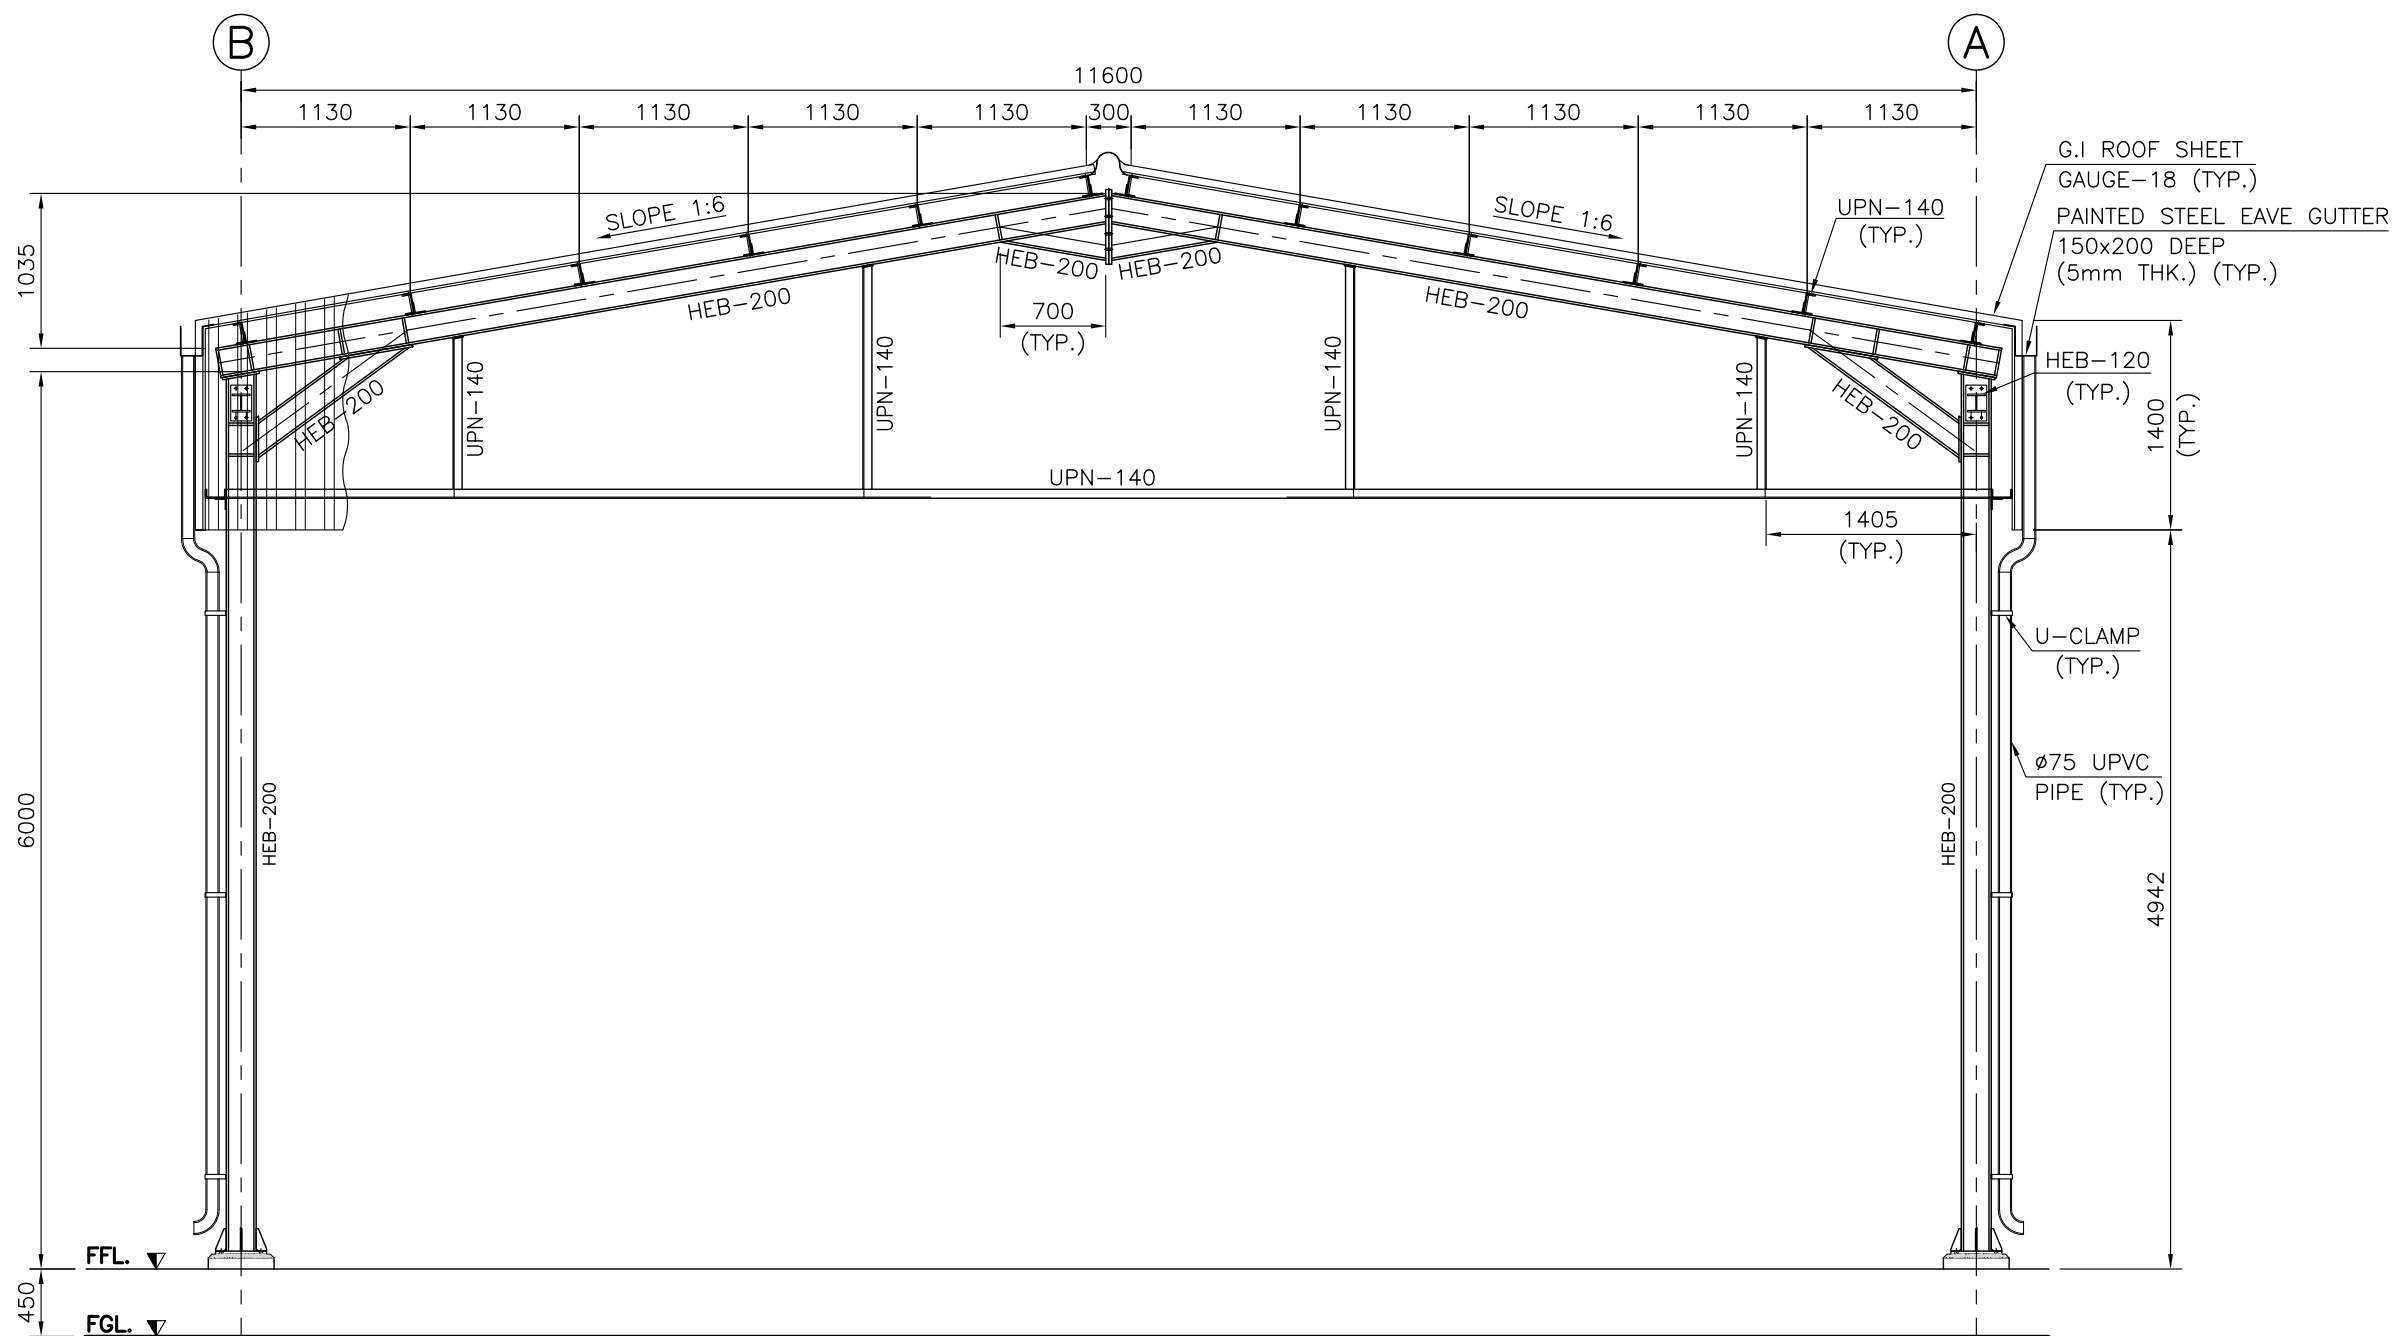 B
A
11600
1130
1130
1130
1130
1130
300
1130
1130
1130
1130
1130
G.I ROOF SHEET
GAUGE-18 (TYP.)
SLOPE 1:6
SLOPE 1:6
UPN-140
(TYP.)
PAINTED STEEL EAVE GUTTER
150x200 DEEP
(5mm THK.) (TYP.)
1035
HEB-200
HEB-200
HEB-200
HEB-200
700
(TYP.)
HEB-120
(TYP.)
HEB-200
UPN-140
UPN-140
UPN-140
UPN-140
HEB-200
1400
(TYP.)
UPN-140
1405
(TYP.)
U-CLAMP
(TYP.)
ø75 UPVC
PIPE (TYP.)
6000
HEB-200
HEB-200
4942
FFL.
450
FGL.